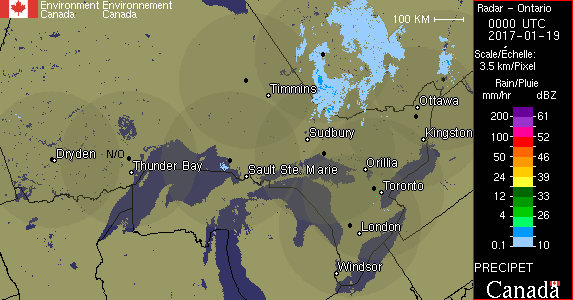 Environment Environnement
Canada Canada
100 KM
Timmins
Ottawa
Sudbury
Kingston
Dryden
N/O
Thunder Bay
Sault Ste. Marie
Orillia
Toronto
London
Windsor
Radar - Ontario
0000 UTC
2017-01-19
Scale/Échelle:
3.5 km/Pixel
Rain/Pluie
mm/hr dBZ
200 61
100 52
50 46
24 39
12 33
4 26
0.1 10
PRECIPET
Canada